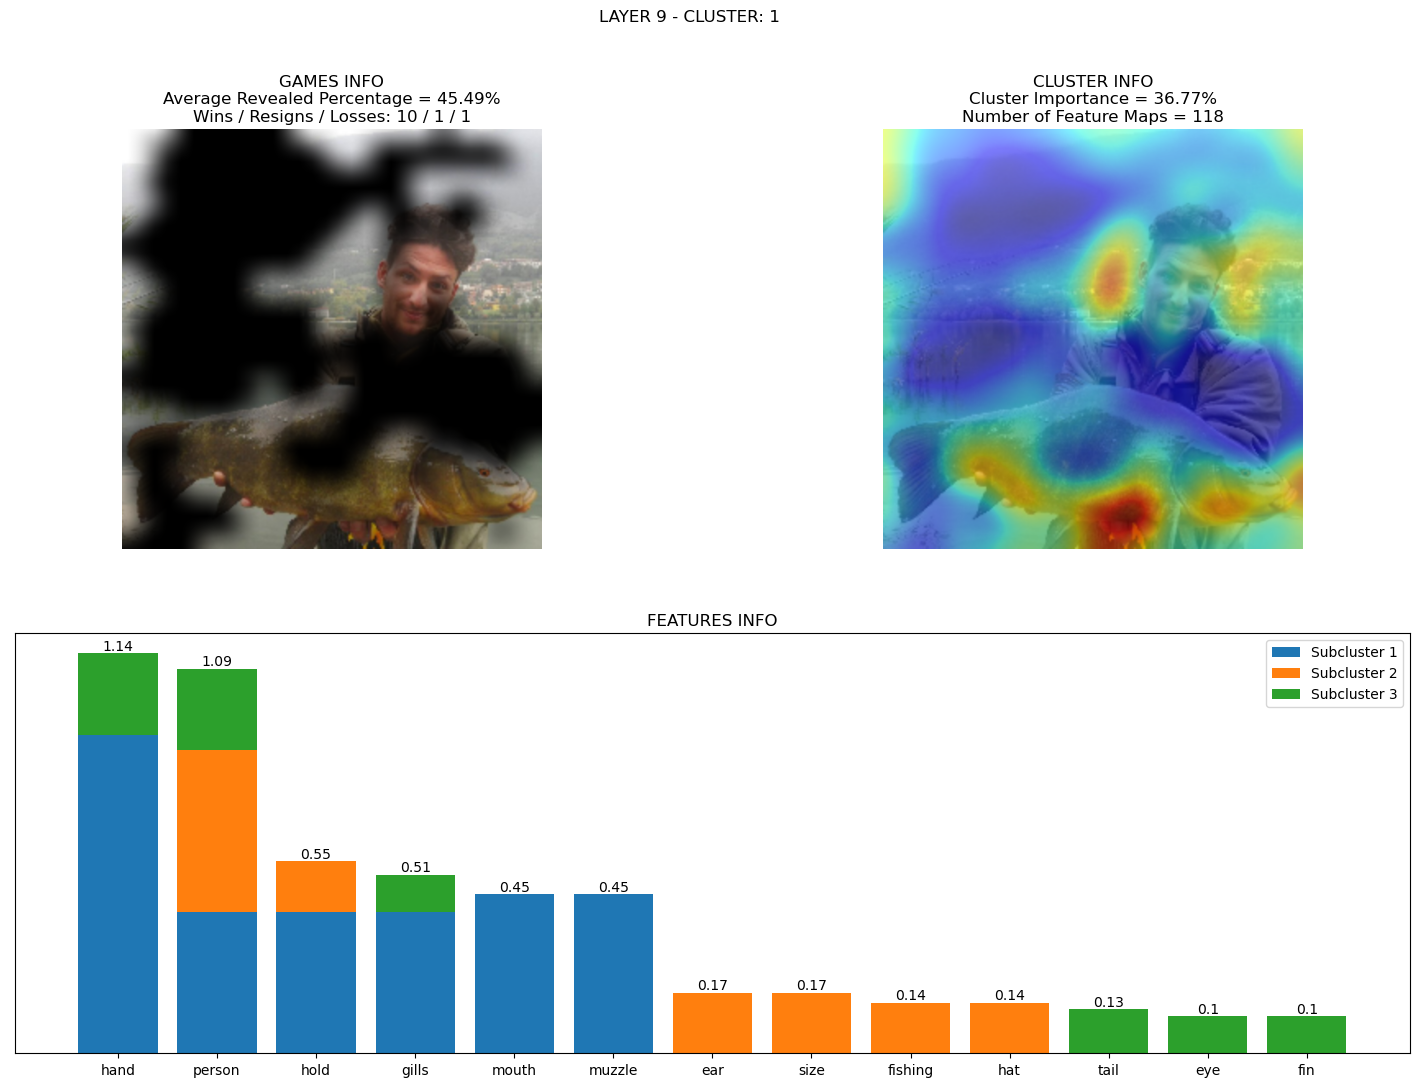 LAYER 9 - CLUSTER: 1
GAMES INFO
Average Revealed Percentage = 45.49%
Wins / Resigns / Losses: 10 / 1 / 1
CLUSTER INFO
Cluster Importance = 36.77%
Number of Feature Maps = 118
FEATURES INFO
Subcluster 1
Subcluster 2
Subcluster 3
1.14
1.09
0.55
0.51
0.45
0.45
0.17
0.17
0.14
0.14
0.13
0.1
0.1
hand
person
hold
gills
mouth
muzzle
ear
size
fishing
hat
tail
eye
fin